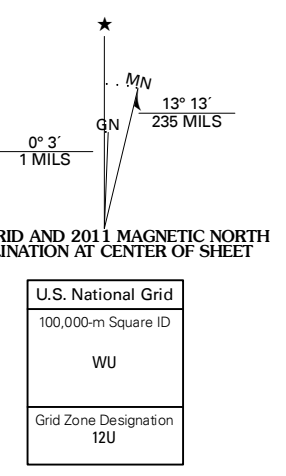 ★
MN
GN
13° 13´
235 MILS
0° 3´
1 MILS
RID AND 2011 MAGNETIC NORTH
LINATION AT CENTER OF SHEET
U.S. National Grid
100,000-m Square ID
WU
Grid Zone Designation
12U